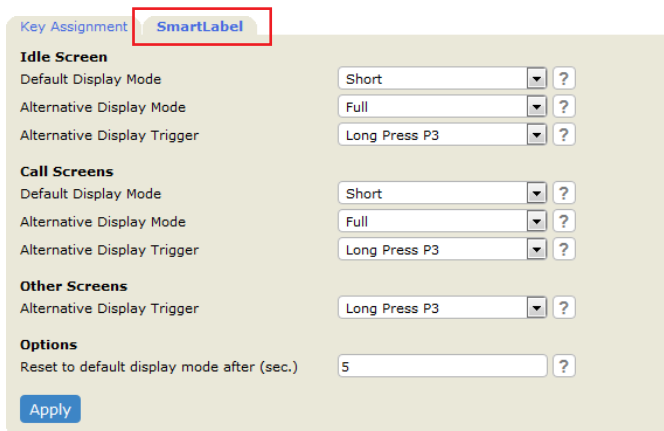 Key Assignment SmartLabel
Idle Screen
Default Display Mode Short ?
Alternative Display Mode Full ?
Alternative Display Trigger Long Press P3 ?
Call Screens
Default Display Mode Short ?
Alternative Display Mode Full ?
Alternative Display Trigger Long Press P3 ?
Other Screens
Alternative Display Trigger Long Press P3 ?
Options
Reset to default display mode after (sec.) 5 ?
Apply